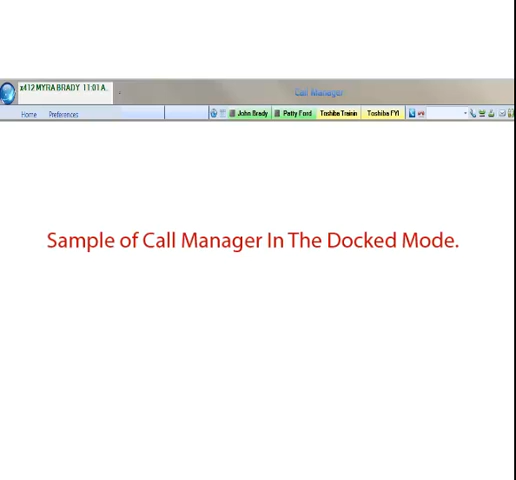 x412 MYRA BRADY 11:01 A.
Call Manager
Home Preferences John Brady Patty Ford Toshiba Trainin Toshiba FYI
Sample of Call Manager In The Docked Mode.